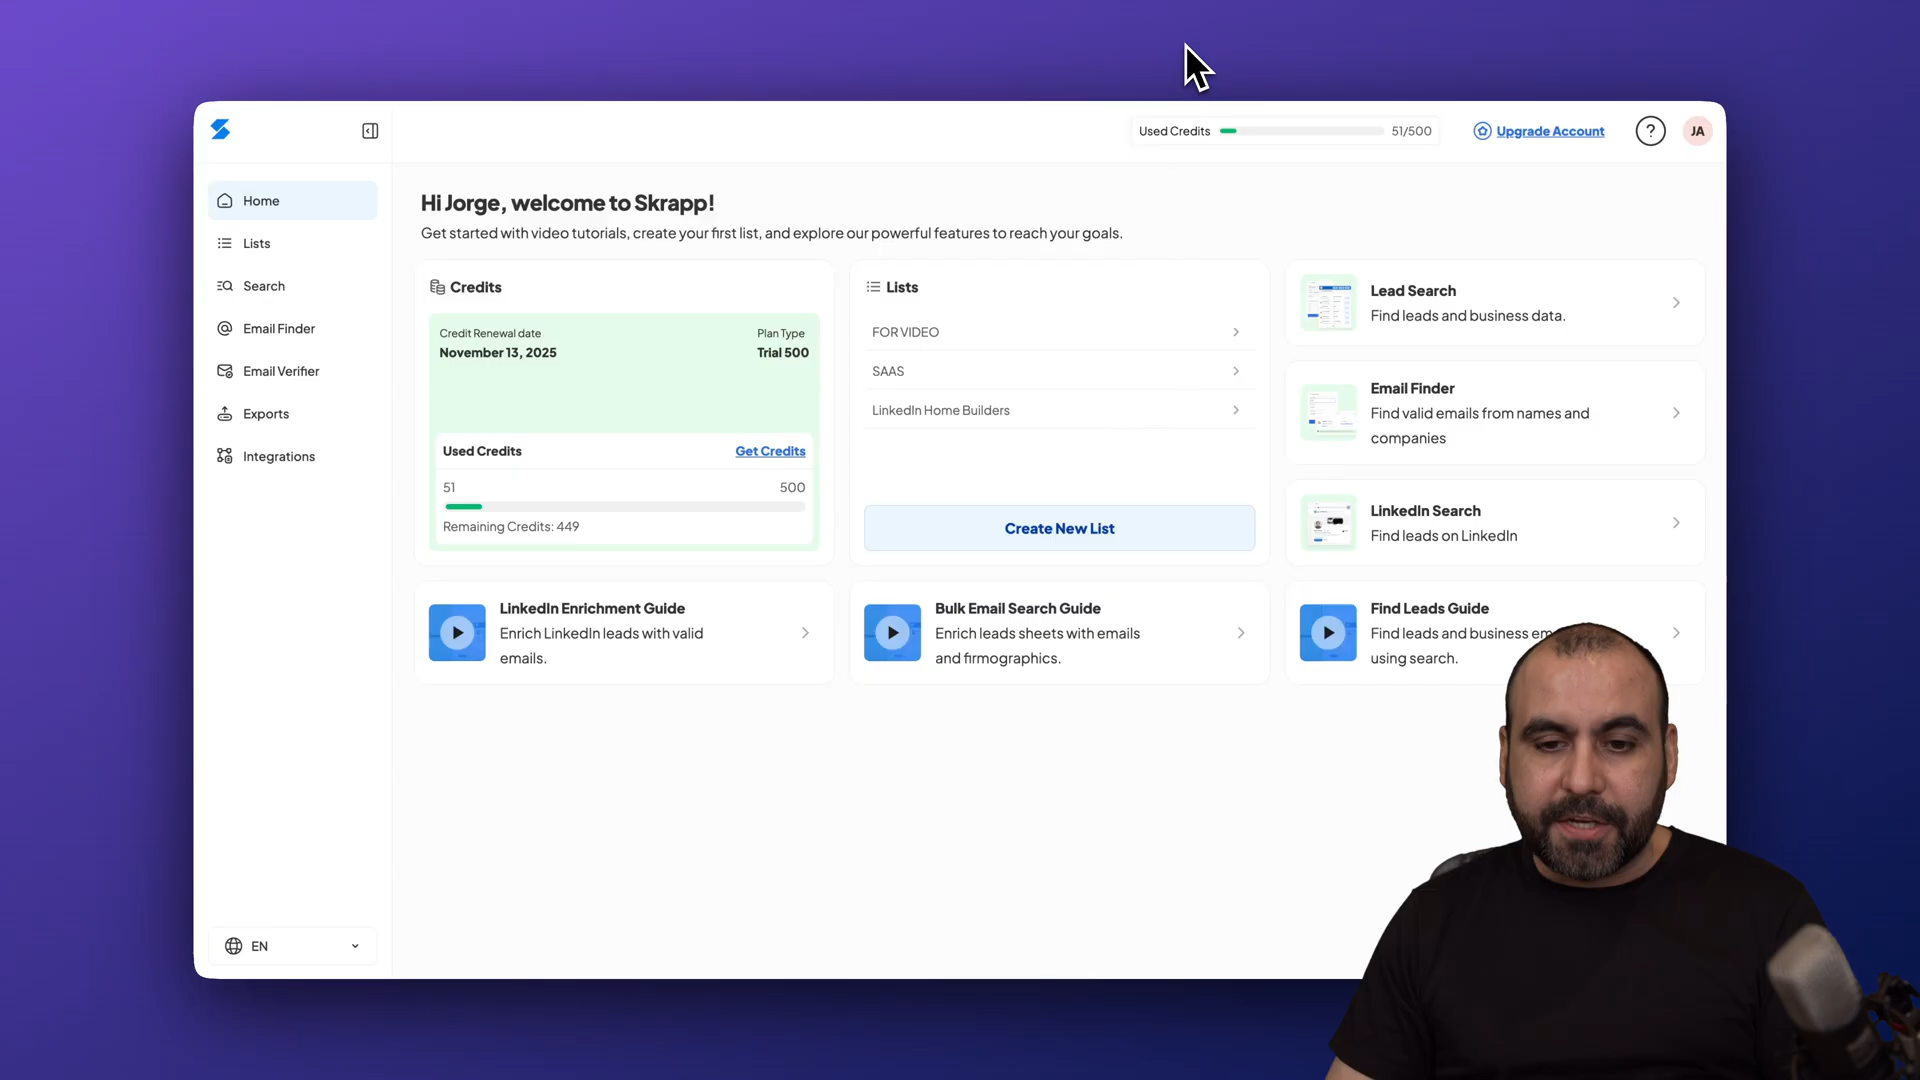 Used Credits 51/500 Upgrade Account ? JA
Home
Lists
Search
Email Finder
Email Verifier
Exports
Integrations
EN
Hi Jorge, welcome to Skrapp!
Get started with video tutorials, create your first list, and explore our powerful features to reach your goals.
Credits
Credit Renewal date Plan Type
November 13, 2025 Trial 500
Used Credits Get Credits
51 500
Remaining Credits: 449
Lists
FOR VIDEO
SAAS
LinkedIn Home Builders
Create New List
Lead Search
Find leads and business data.
Email Finder
Find valid emails from names and
companies
LinkedIn Search
Find leads on LinkedIn
LinkedIn Enrichment Guide
Enrich LinkedIn leads with valid
emails.
Bulk Email Search Guide
Enrich leads sheets with emails
and firmographics.
Find Leads Guide
Find leads and business em
using search.